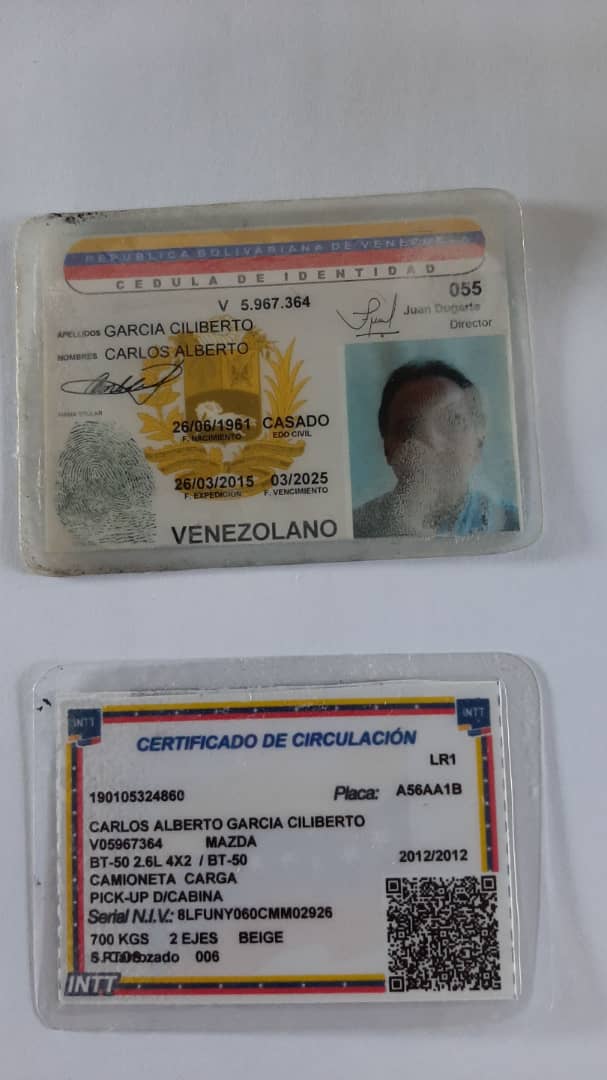 REPUBLICA BOLIVARIANA DE VENEZUELA
CEDULA DE IDENTIDAD
055
V 5.967.364
Juan Dugarte
Director
APELLIDOS GARCIA CILIBERTO
NOMBRES CARLOS ALBERTO
FIRMA TITULAR
26/06/1961 CASADO
F. NACIMIENTO EDO CIVIL
26/03/2015 03/2025
F. EXPEDICION F. VENCIMIENTO
VENEZOLANO
INTT INTT
CERTIFICADO DE CIRCULACIÓN
LR1
190105324860 Placa: A56AA1B
CARLOS ALBERTO GARCIA CILIBERTO
V05967364 MAZDA
BT-50 2.6L 4X2 / BT-50 2012/2012
CAMIONETA CARGA
PICK-UP D/CABINA
Serial N.I.V.: 8LFUNY060CMM02926
700 KGS 2 EJES BEIGE
006
INTT